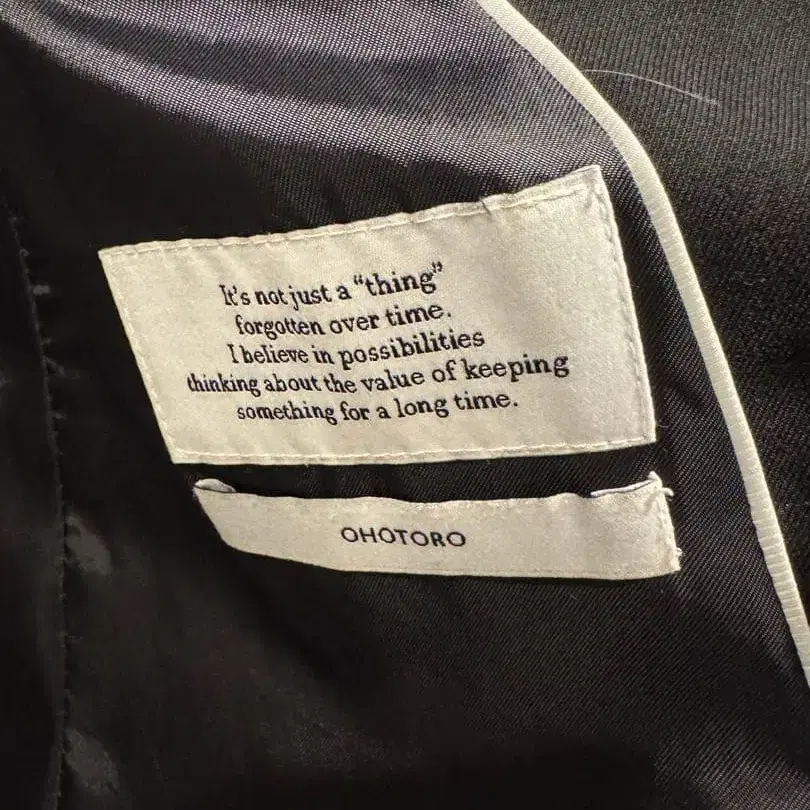 It's not just a “thing”
forgotten over time.
I believe in possibilities
thinking about the value of keeping
something for a long time.
OHOTORO